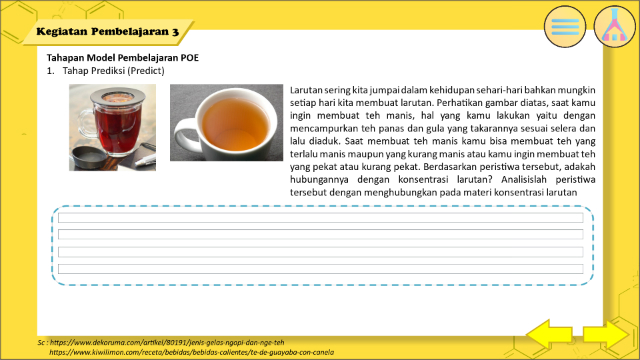 Kegiatan Pembelajaran 3
Tahapan Model Pembelajaran POE
1. Tahap Prediksi (Predict)
Larutan sering kita jumpai dalam kehidupan sehari-hari bahkan mungkin
setiap hari kita membuat larutan. Perhatikan gambar diatas, saat kamu
ingin membuat teh manis, hal yang kamu lakukan yaitu dengan
mencampurkan teh panas dan gula yang takarannya sesuai selera dan
lalu diaduk. Saat membuat teh manis kamu bisa membuat teh yang
terlalu manis maupun yang kurang manis atau kamu ingin membuat teh
yang pekat atau kurang pekat. Berdasarkan peristiwa tersebut, adakah
hubungannya dengan konsentrasi larutan? Analisislah peristiwa
tersebut dengan menghubungkan pada materi konsentrasi larutan
Sc : https://www.dekoruma.com/artikel/80191/jenis-gelas-ngopi-dan-nge-teh
https://www.kiwilimon.com/receta/bebidas/bebidas-calientes/te-de-guayaba-con-canela